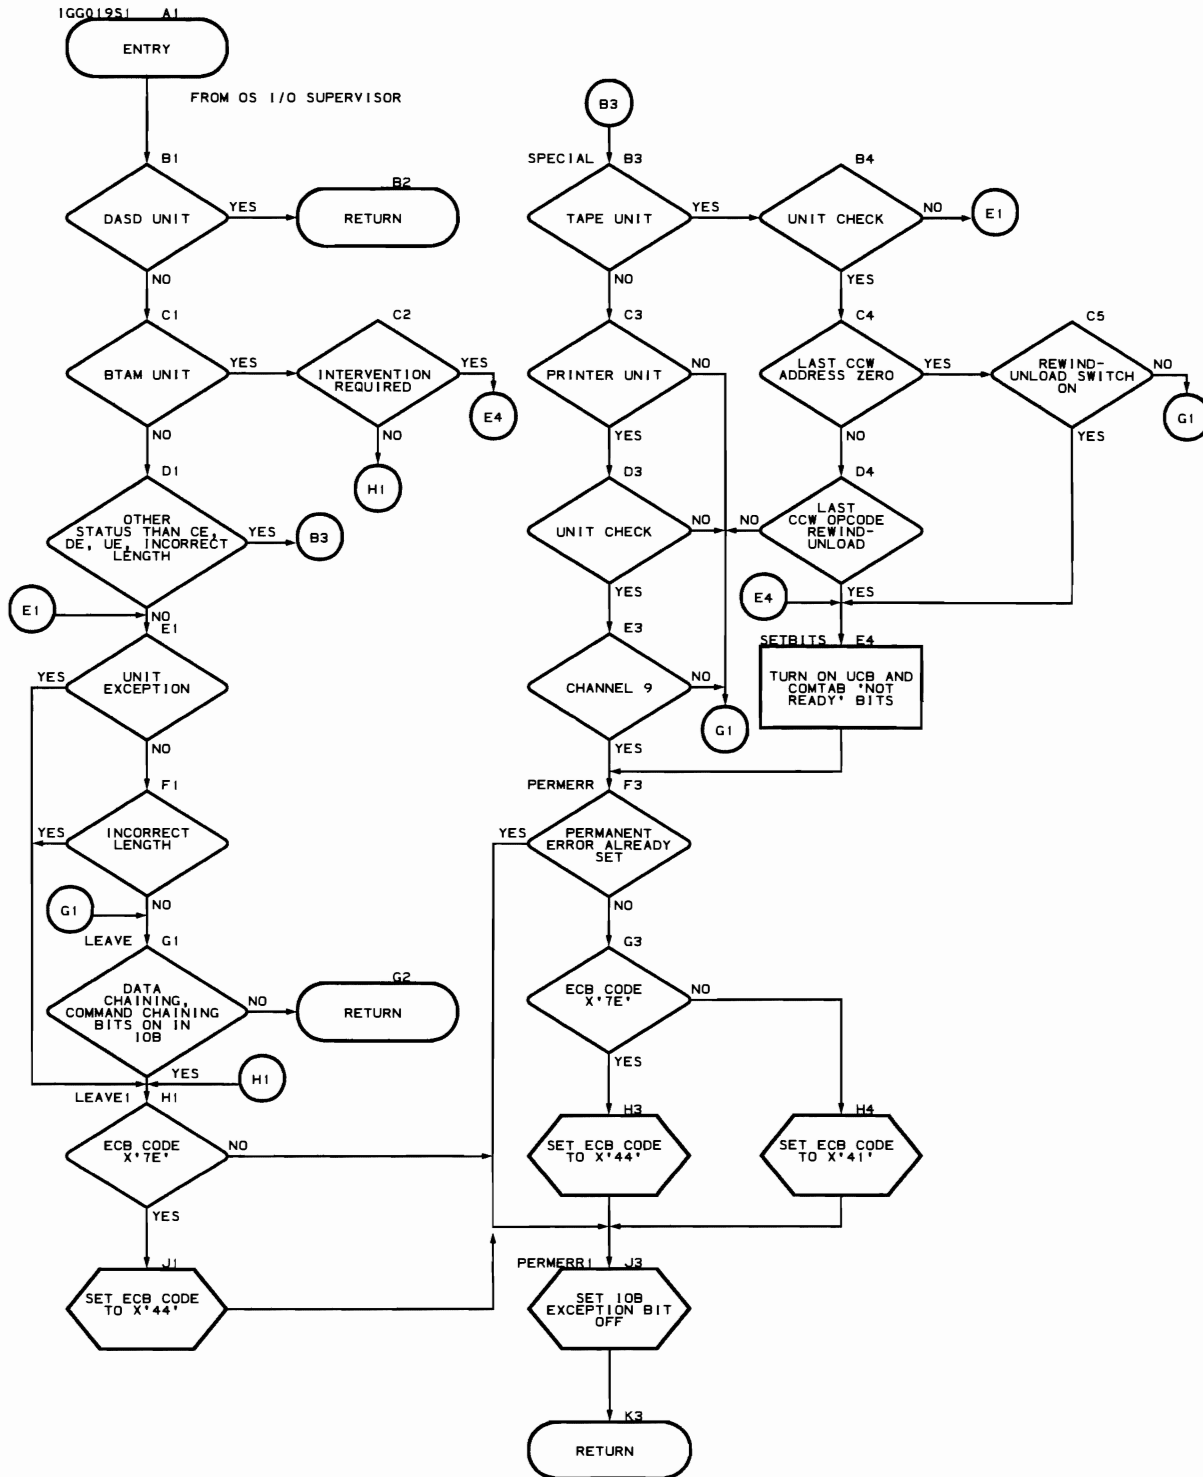 IGG019S1 A1
ENTRY
FROM OS I/O SUPERVISOR
B1
DASD UNIT
YES
NO
B2
RETURN
C1
BTAM UNIT
YES
NO
C2
INTERVENTION
REQUIRED
YES
NO
E4
H1
D1
OTHER
STATUS THAN CE,
DE, UE, INCORRECT
LENGTH
YES
NO
B3
E1
E1
UNIT
EXCEPTION
YES
NO
F1
INCORRECT
LENGTH
YES
NO
G1
LEAVE G1
DATA
CHAINING,
COMMAND CHAINING
BITS ON IN
IOB
NO
YES
G2
RETURN
H1
LEAVE1 H1
ECB CODE
X'7E'
NO
YES
J1
SET ECB CODE
TO X'44'
B3
SPECIAL B3
TAPE UNIT
YES
NO
B4
UNIT CHECK
NO
YES
E1
C3
PRINTER UNIT
NO
YES
C4
LAST CCW
ADDRESS ZERO
YES
NO
C5
REWIND-
UNLOAD SWITCH
ON
NO
YES
G1
D3
UNIT CHECK
NO
YES
D4
LAST
CCW OPCODE
REWIND-
UNLOAD
NO
YES
E4
E3
CHANNEL 9
NO
YES
G1
SETBITS E4
TURN ON UCB AND
COMTAB 'NOT
READY' BITS
PERMERR F3
PERMANENT
ERROR ALREADY
SET
YES
NO
G3
ECB CODE
X'7E'
NO
YES
H3
SET ECB CODE
TO X'44'
H4
SET ECB CODE
TO X'41'
PERMERR1 J3
SET IOB
EXCEPTION BIT
OFF
K3
RETURN